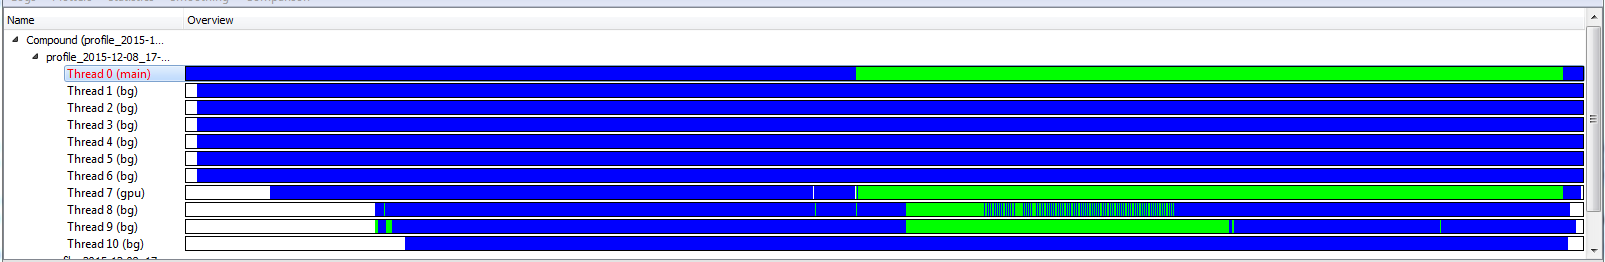 Name Overview
Compound (profile_2015-1...
profile_2015-12-08_17-...
Thread 0 (main)
Thread 1 (bg)
Thread 2 (bg)
Thread 3 (bg)
Thread 4 (bg)
Thread 5 (bg)
Thread 6 (bg)
Thread 7 (gpu)
Thread 8 (bg)
Thread 9 (bg)
Thread 10 (bg)